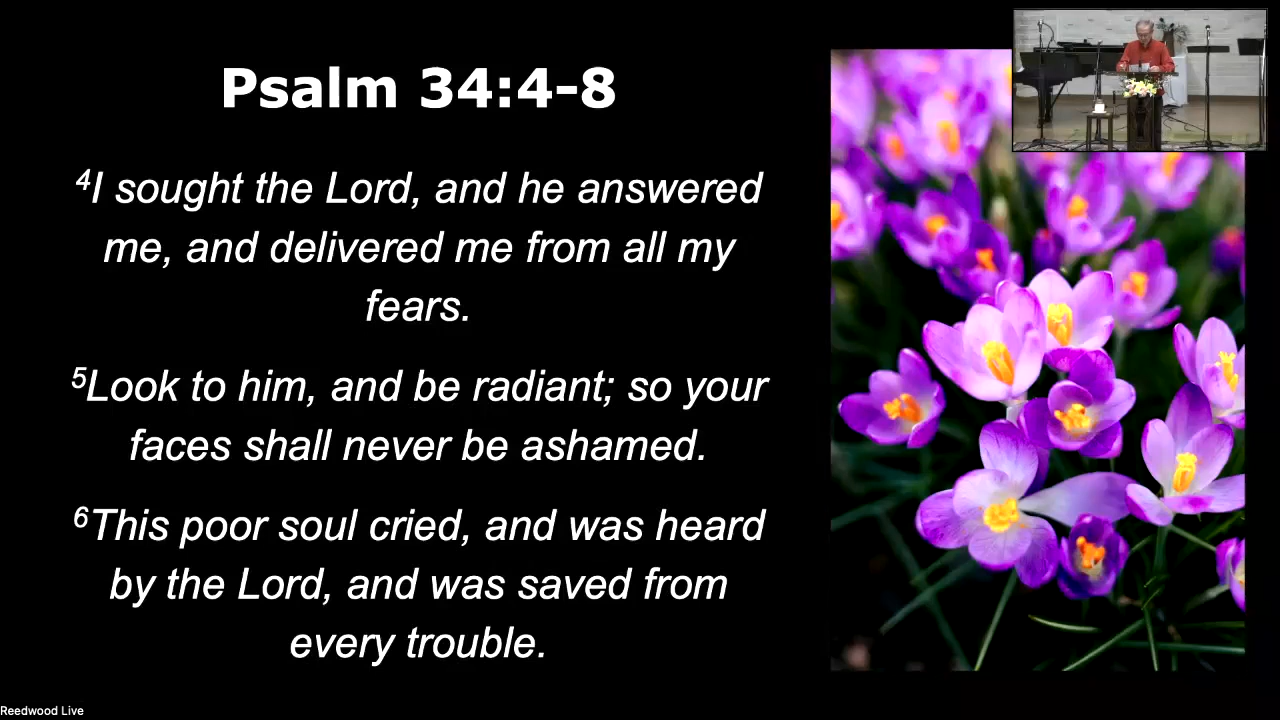 Psalm 34:4-8
⁴I sought the Lord, and he answered
me, and delivered me from all my
fears.
⁵Look to him, and be radiant; so your
faces shall never be ashamed.
⁶This poor soul cried, and was heard
by the Lord, and was saved from
every trouble.
Reedwood Live